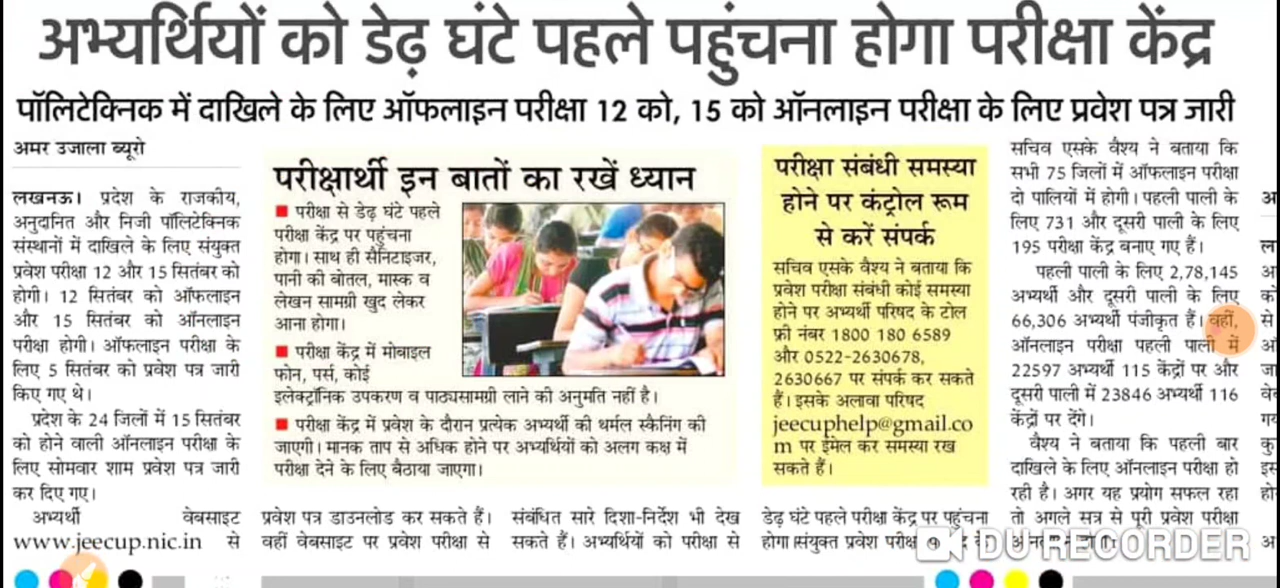 अभ्यर्थियों को डेढ़ घंटे पहले पहुंचना होगा परीक्षा केंद्र
पॉलिटेक्निक में दाखिले के लिए ऑफलाइन परीक्षा 12 को, 15 को ऑनलाइन परीक्षा के लिए प्रवेश पत्र जारी
अमर उजाला ब्यूरो
लखनऊ। प्रदेश के राजकीय,
अनुदानित और निजी पॉलिटेक्निक
संस्थानों में दाखिले के लिए संयुक्त
प्रवेश परीक्षा 12 और 15 सितंबर को
होगी। 12 सितंबर को ऑफलाइन
और 15 सितंबर को ऑनलाइन
परीक्षा होगी। ऑफलाइन परीक्षा के
लिए 5 सितंबर को प्रवेश पत्र जारी
किए गए थे।
प्रदेश के 24 जिलों में 15 सितंबर
को होने वाली ऑनलाइन परीक्षा के
लिए सोमवार शाम प्रवेश पत्र जारी
कर दिए गए।
अभ्यर्थी वेबसाइट
www.jeecup.nic.in से
परीक्षार्थी इन बातों का रखें ध्यान
■ परीक्षा से डेढ़ घंटे पहले
परीक्षा केंद्र पर पहुंचना
होगा। साथ ही सैनिटाइजर,
पानी की बोतल, मास्क व
लेखन सामग्री खुद लेकर
आना होगा।
■ परीक्षा केंद्र में मोबाइल
फोन, पर्स, कोई
इलेक्ट्रॉनिक उपकरण व पाठ्यसामग्री लाने की अनुमति नहीं है।
■ परीक्षा केंद्र में प्रवेश के दौरान प्रत्येक अभ्यर्थी की थर्मल स्कैनिंग की
जाएगी। मानक ताप से अधिक होने पर अभ्यर्थियों को अलग कक्ष में
परीक्षा देने के लिए बैठाया जाएगा।
प्रवेश पत्र डाउनलोड कर सकते हैं।
वहीं वेबसाइट पर प्रवेश परीक्षा से
संबंधित सारे दिशा-निर्देश भी देख
सकते हैं। अभ्यर्थियों को परीक्षा से
परीक्षा संबंधी समस्या
होने पर कंट्रोल रूम
से करें संपर्क
सचिव एसके वैश्य ने बताया कि
प्रवेश परीक्षा संबंधी कोई समस्या
होने पर अभ्यर्थी परिषद के टोल
फ्री नंबर 1800 180 6589
और 0522-2630678,
2630667 पर संपर्क कर सकते
हैं। इसके अलावा परिषद
jeecuphelp@gmail.co
m पर ईमेल कर समस्या रख
सकते हैं।
डेढ़ घंटे पहले परीक्षा केंद्र पर पहुंचना
होगा।संयुक्त प्रवेश परीक्षा
सचिव एसके वैश्य ने बताया कि
सभी 75 जिलों में ऑफलाइन परीक्षा
दो पालियों में होगी। पहली पाली के
लिए 731 और दूसरी पाली के लिए
195 परीक्षा केंद्र बनाए गए हैं।
पहली पाली के लिए 2,78,145
अभ्यर्थी और दूसरी पाली के लिए
66,306 अभ्यर्थी पंजीकृत हैं। वहीं,
ऑनलाइन परीक्षा पहली पाली में
22597 अभ्यर्थी 115 केंद्रों पर और
दूसरी पाली में 23846 अभ्यर्थी 116
केंद्रों पर देंगे।
वैश्य ने बताया कि पहली बार
दाखिले के लिए ऑनलाइन परीक्षा हो
रही है। अगर यह प्रयोग सफल रहा
तो अगले सत्र से पूरी प्रवेश परीक्षा
DU RECORDER